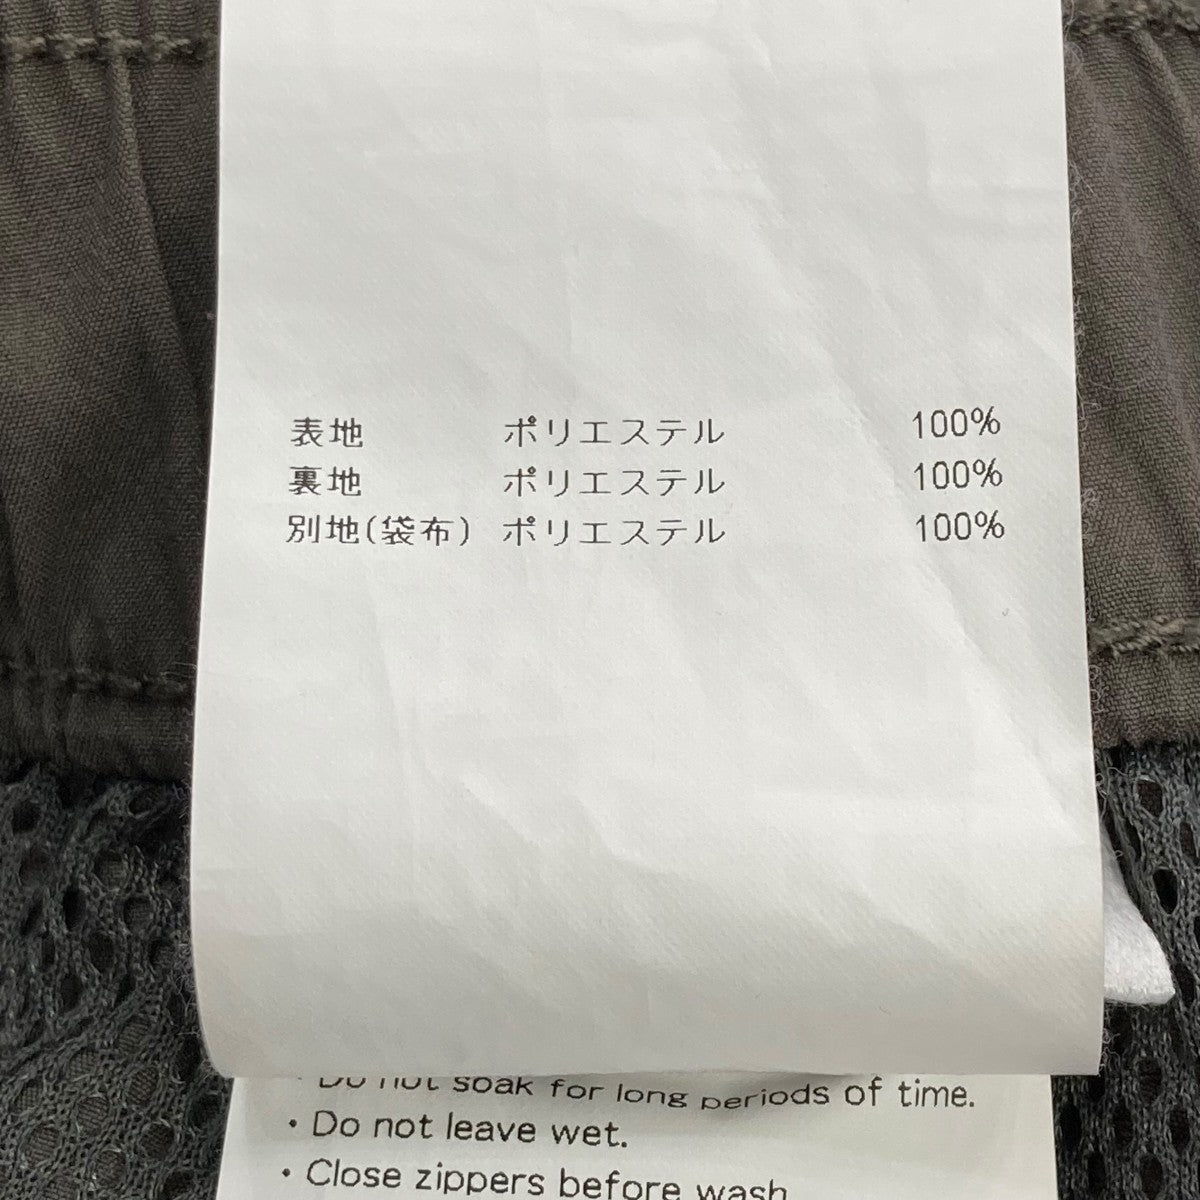 表地 ポリエステル 100%
裏地 ポリエステル 100%
別地(袋布) ポリエステル 100%
・Do not soak for long periods of time.
・Do not leave wet.
・Close zippers before wash